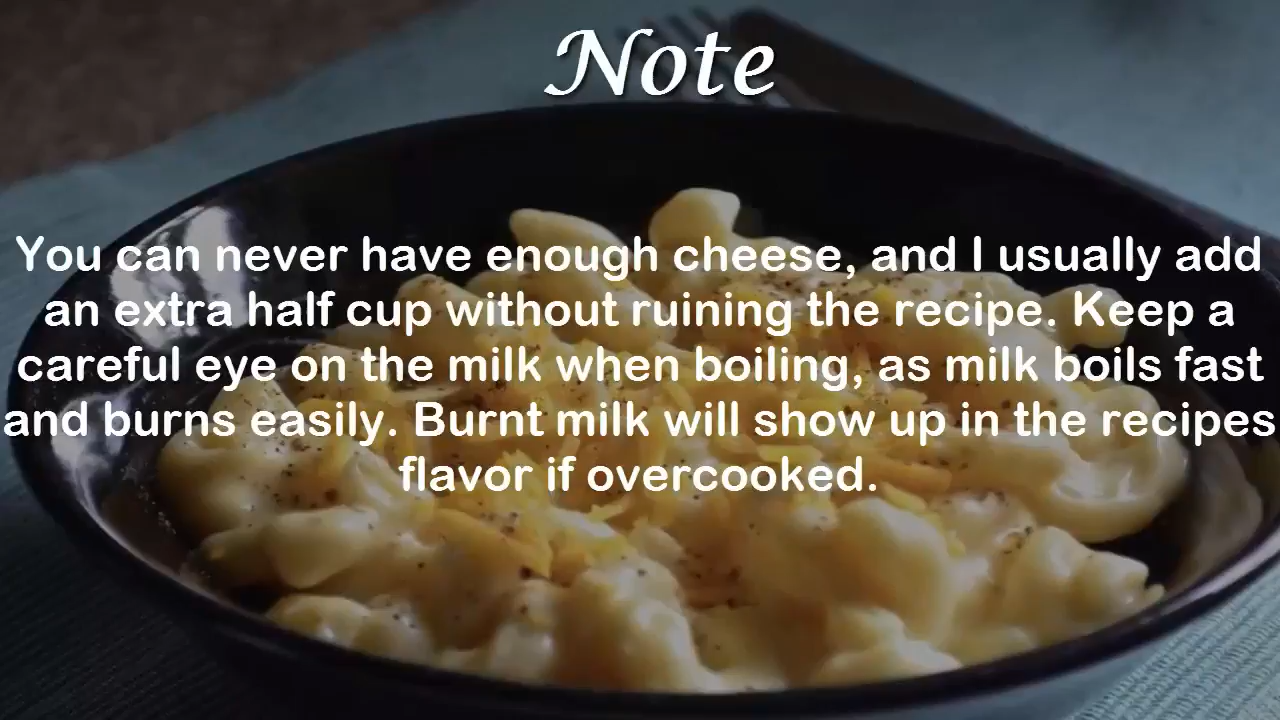 Note
You can never have enough cheese, and I usually add
an extra half cup without ruining the recipe. Keep a
careful eye on the milk when boiling, as milk boils fast
and burns easily. Burnt milk will show up in the recipes
flavor if overcooked.